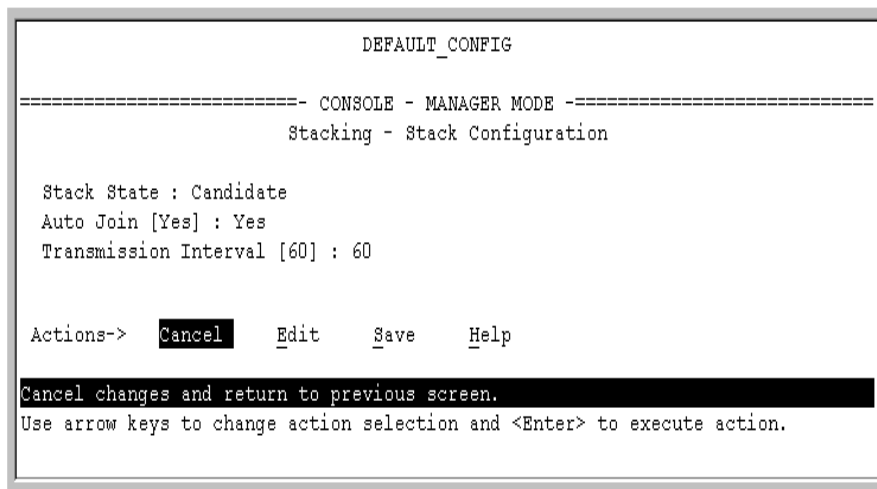 DEFAULT_CONFIG
==========================- CONSOLE - MANAGER MODE -============================
Stacking - Stack Configuration
Stack State : Candidate
Auto Join [Yes] : Yes
Transmission Interval [60] : 60
Actions-> Cancel Edit Save Help
Cancel changes and return to previous screen.
Use arrow keys to change action selection and <Enter> to execute action.